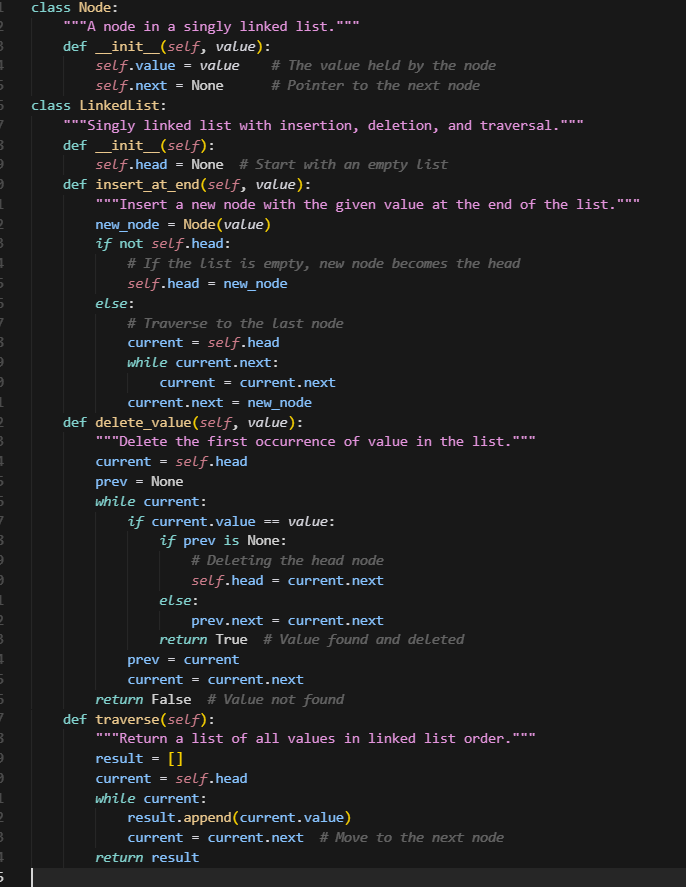 class Node:
    """A node in a singly linked list."""
    def __init__(self, value):
        self.value = value    # The value held by the node
        self.next = None      # Pointer to the next node
class LinkedList:
    """Singly linked list with insertion, deletion, and traversal."""
    def __init__(self):
        self.head = None  # Start with an empty list
    def insert_at_end(self, value):
        """Insert a new node with the given value at the end of the list."""
        new_node = Node(value)
        if not self.head:
            # If the list is empty, new node becomes the head
            self.head = new_node
        else:
            # Traverse to the last node
            current = self.head
            while current.next:
                current = current.next
            current.next = new_node
    def delete_value(self, value):
        """Delete the first occurrence of value in the list."""
        current = self.head
        prev = None
        while current:
            if current.value == value:
                if prev is None:
                    # Deleting the head node
                    self.head = current.next
                else:
                    prev.next = current.next
                return True  # Value found and deleted
            prev = current
            current = current.next
        return False  # Value not found
    def traverse(self):
        """Return a list of all values in linked list order."""
        result = []
        current = self.head
        while current:
            result.append(current.value)
            current = current.next  # Move to the next node
        return result